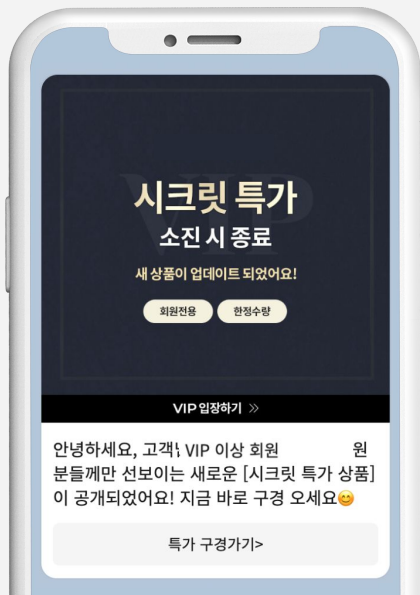 VIP
시크릿 특가
소진 시 종료
새 상품이 업데이트 되었어요!
회원전용 한정수량
VIP 입장하기 »
안녕하세요, 고객 VIP 이상 회원 원
분들께만 선보이는 새로운 [시크릿 특가 상품]
이 공개되었어요! 지금 바로 구경 오세요😊
특가 구경가기>